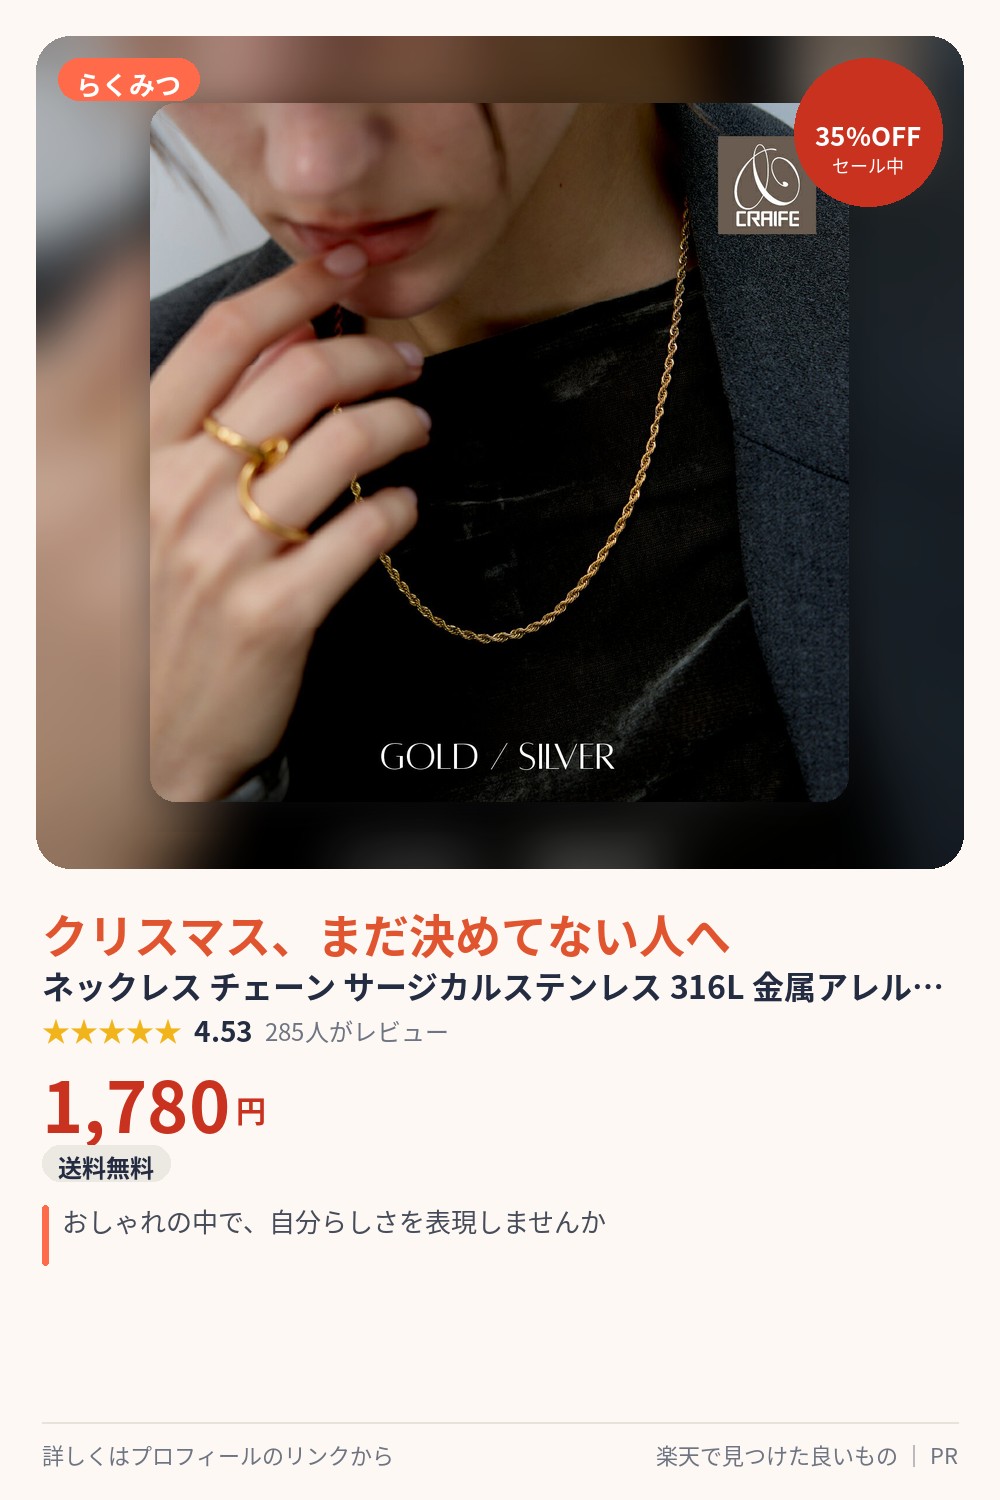 らくみつ
35%OFF
セール中
CRAIFE
GOLD / SILVER
クリスマス、まだ決めてない人へ
ネックレス チェーン サージカルステンレス 316L 金属アレル…
★★★★★ 4.53 285人がレビュー
1,780円
送料無料
おしゃれの中で、自分らしさを表現しませんか
詳しくはプロフィールのリンクから
楽天で見つけた良いもの | PR